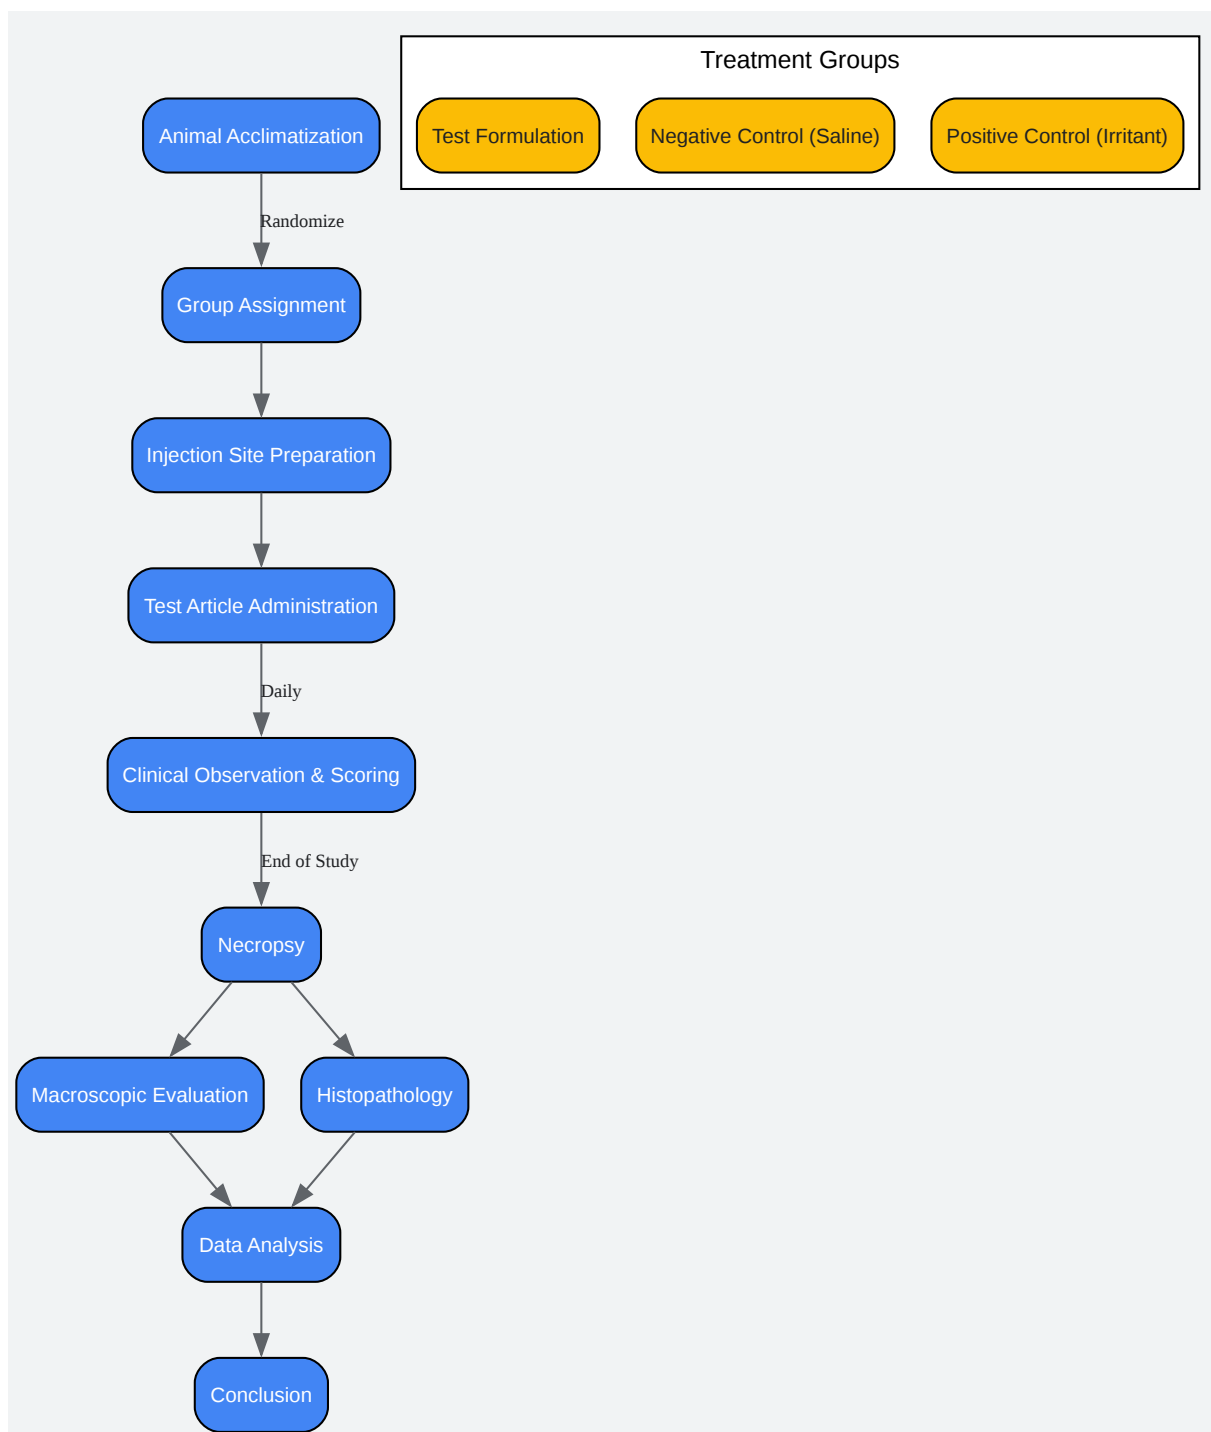 Treatment Groups
Animal Acclimatization
Test Formulation
Negative Control (Saline)
Positive Control (Irritant)
Randomize
Group Assignment
Injection Site Preparation
Test Article Administration
Daily
Clinical Observation & Scoring
End of Study
Necropsy
Macroscopic Evaluation
Histopathology
Data Analysis
Conclusion